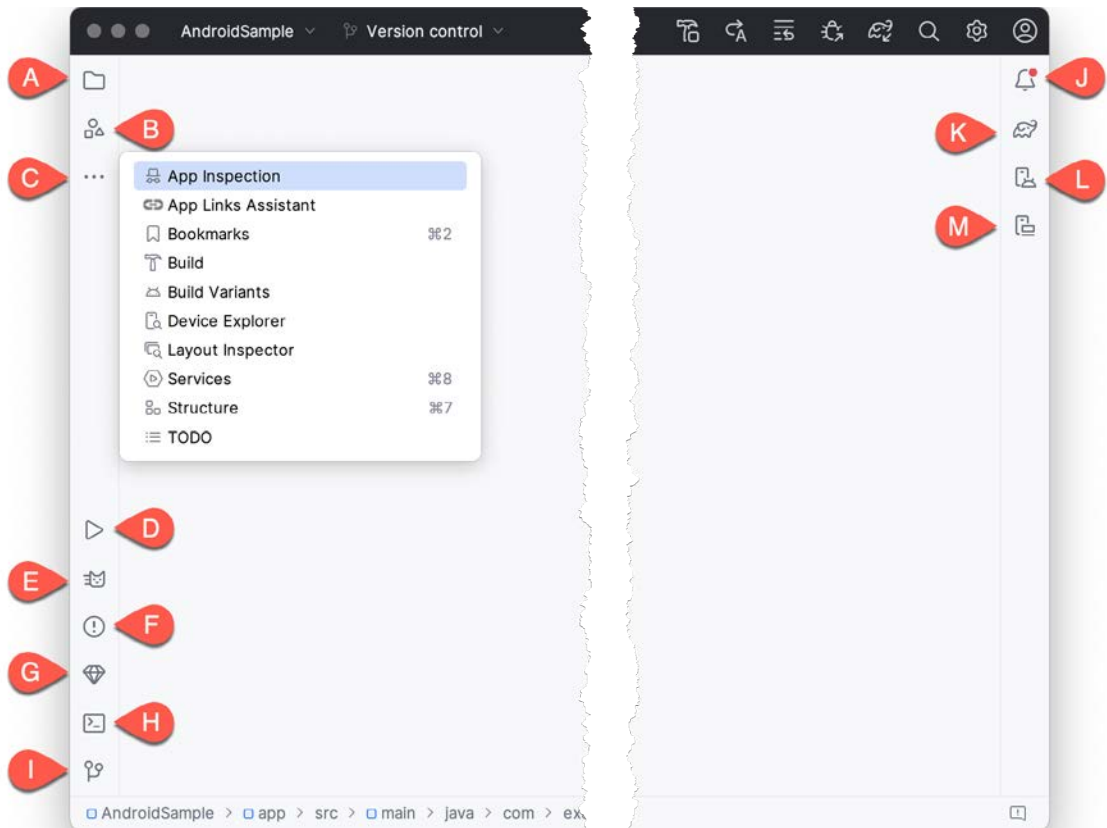 AndroidSample Version control
A
J
B
K
C
L
M
App Inspection
App Links Assistant
Bookmarks ⌘2
Build
Build Variants
Device Explorer
Layout Inspector
Services ⌘8
Structure ⌘7
TODO
D
E
F
G
H
I
AndroidSample > app > src > main > java > com > ex